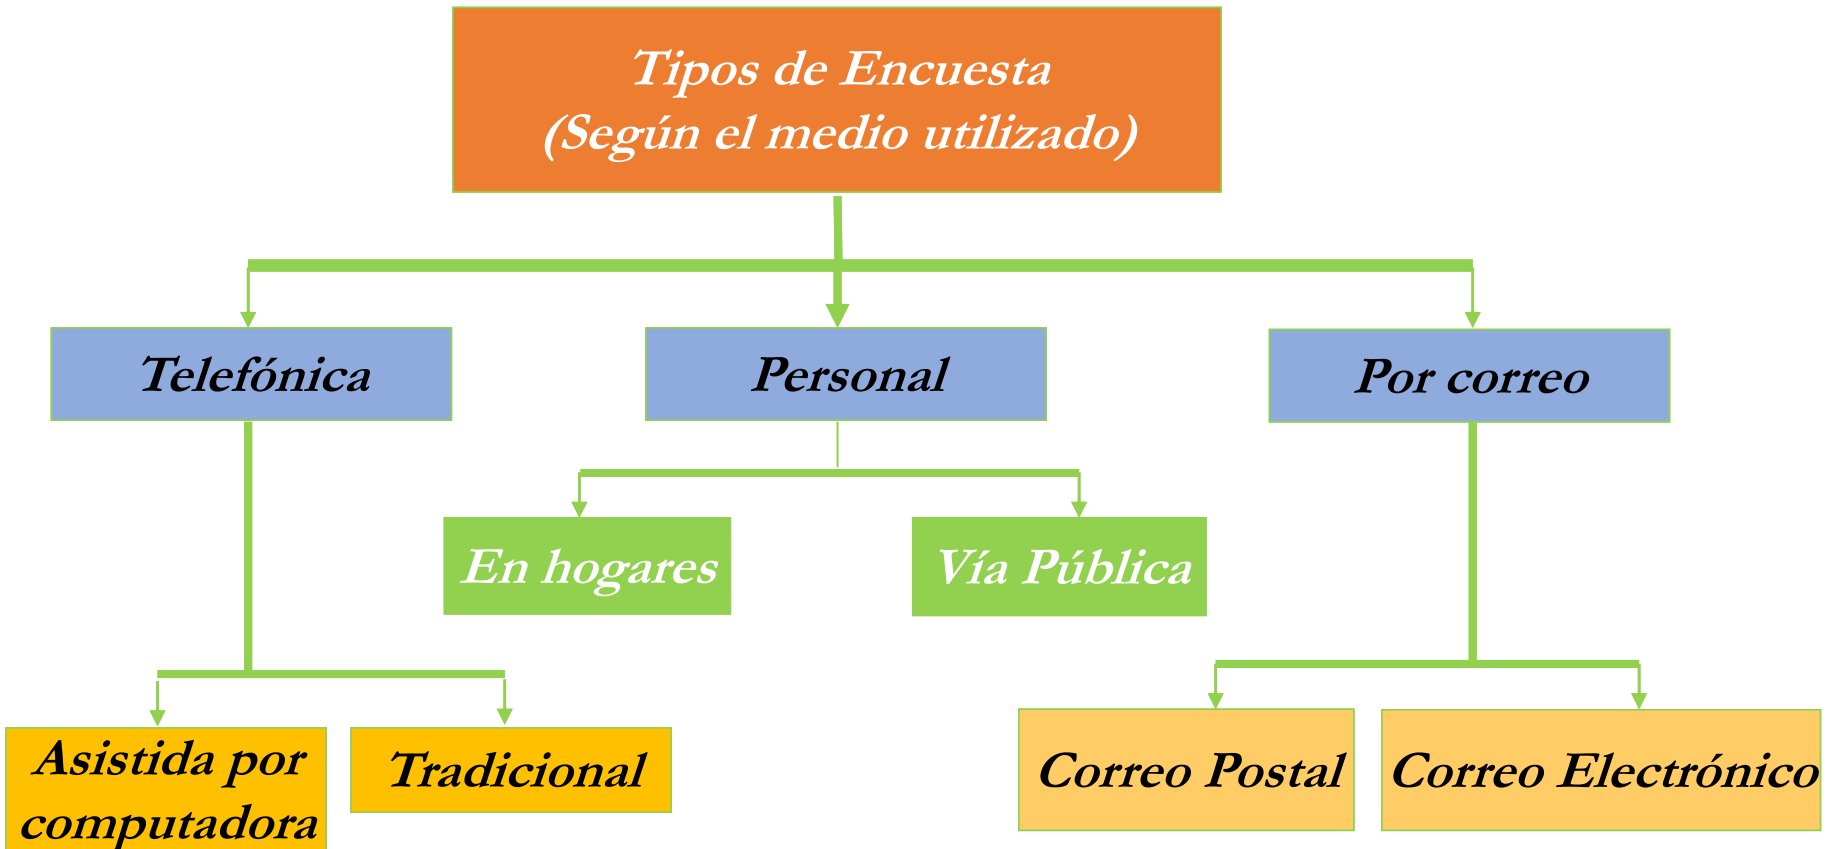 Tipos de Encuesta
(Según el medio utilizado)
Telefónica
Personal
Por correo
En hogares
Vía Pública
Asistida por
computadora
Tradicional
Correo Postal
Correo Electrónico